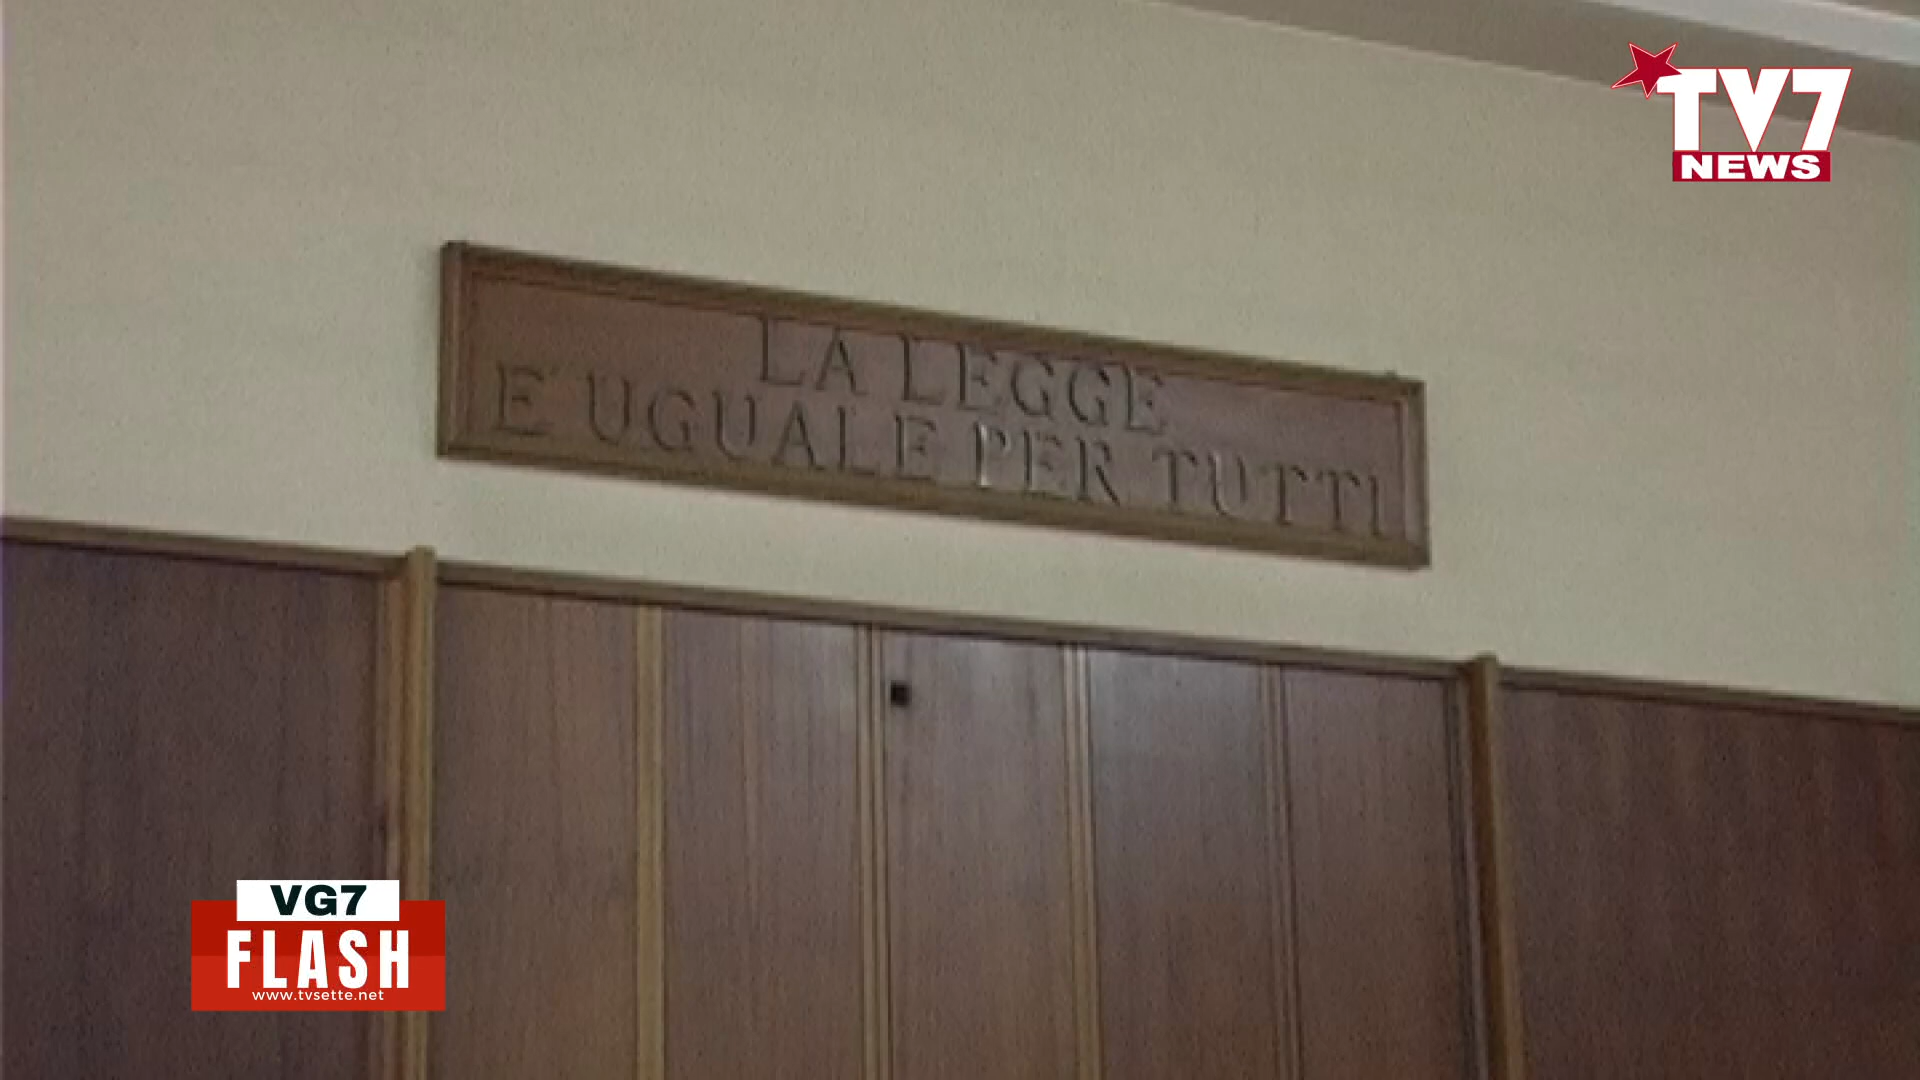 TV7
NEWS
LA LEGGE
E' UGUALE PER TUTTI
VG7
FLASH
www.tvsette.net